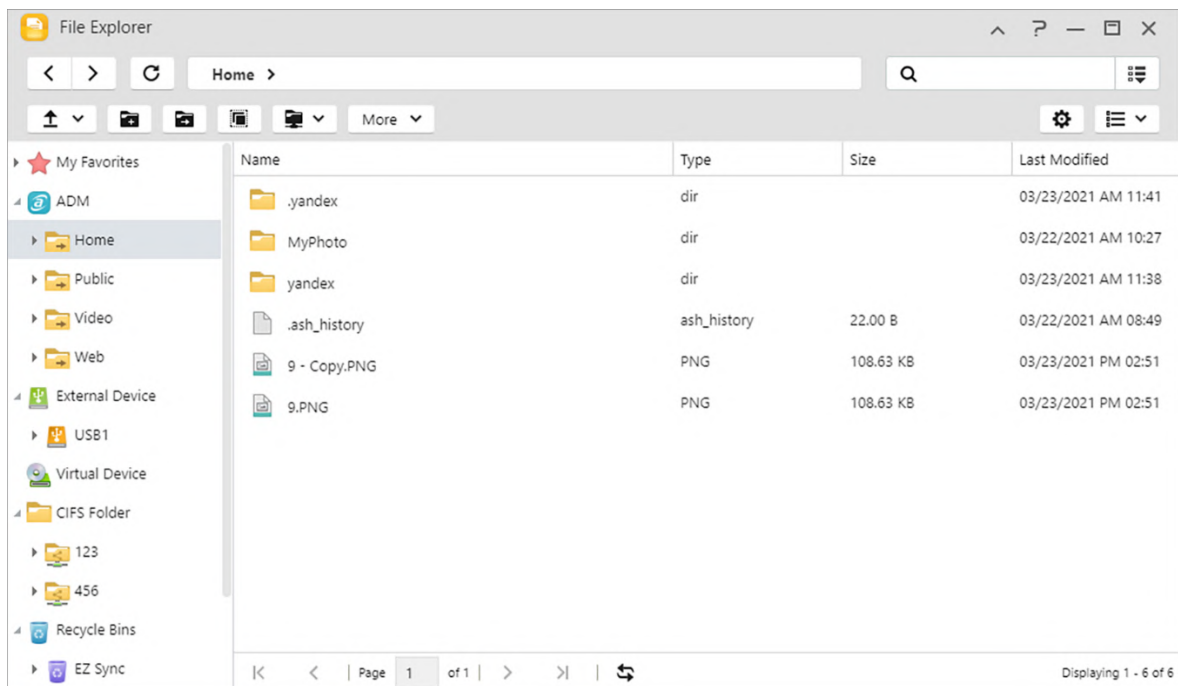 File Explorer
Home >
More
My Favorites
ADM
Home
Public
Video
Web
External Device
USB1
Virtual Device
CIFS Folder
123
456
Recycle Bins
EZ Sync
Name Type Size Last Modified
.yandex dir 03/23/2021 AM 11:41
MyPhoto dir 03/22/2021 AM 10:27
yandex dir 03/23/2021 AM 11:38
.ash_history ash_history 22.00 B 03/22/2021 AM 08:49
9 - Copy.PNG PNG 108.63 KB 03/23/2021 PM 02:51
9.PNG PNG 108.63 KB 03/23/2021 PM 02:51
Page 1 of 1 Displaying 1 - 6 of 6